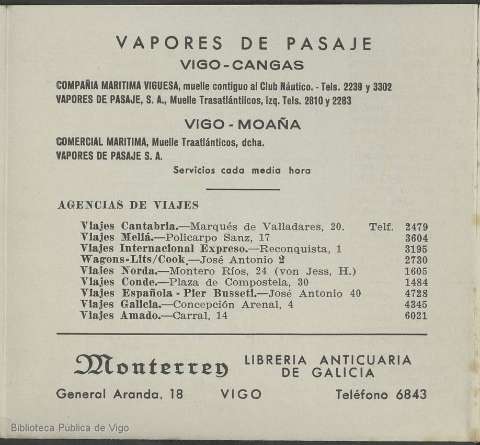 VAPORES DE PASAJE
VIGO-CANGAS
COMPAÑIA MARITIMA VIGUESA, muelle contiguo al Club Náutico. - Tels. 2239 y 3302
VAPORES DE PASAJE, S. A., Muelle Trasatlántiicos, izq. Tels. 2810 y 2283
VIGO-MOAÑA
COMERCIAL MARITIMA, Muelle Traatlánticos, dcha.
VAPORES DE PASAJE S. A.
Servicios cada media hora
AGENCIAS DE VIAJES
Viajes Cantabria.—Marqués de Valladares, 20. Telf. 2479
Viajes Meliá.—Policarpo Sanz, 17 3604
Viajes Internacional Expreso.—Reconquista, 1 3195
Wagons-Lits/Cook.—José Antonio 2 2730
Viajes Norda.—Montero Ríos, 24 (von Jess, H.) 1605
Viajes Conde.—Plaza de Compostela, 30 1484
Viajes Española - Pier Busseti.—José Antonio 40 4728
Viajes Galicia.—Concepción Arenal, 4 4345
Viajes Amado.—Carral, 14 6021
Monterrey LIBRERIA ANTICUARIA
DE GALICIA
General Aranda, 18 VIGO Teléfono 6843
Biblioteca Pública de Vigo